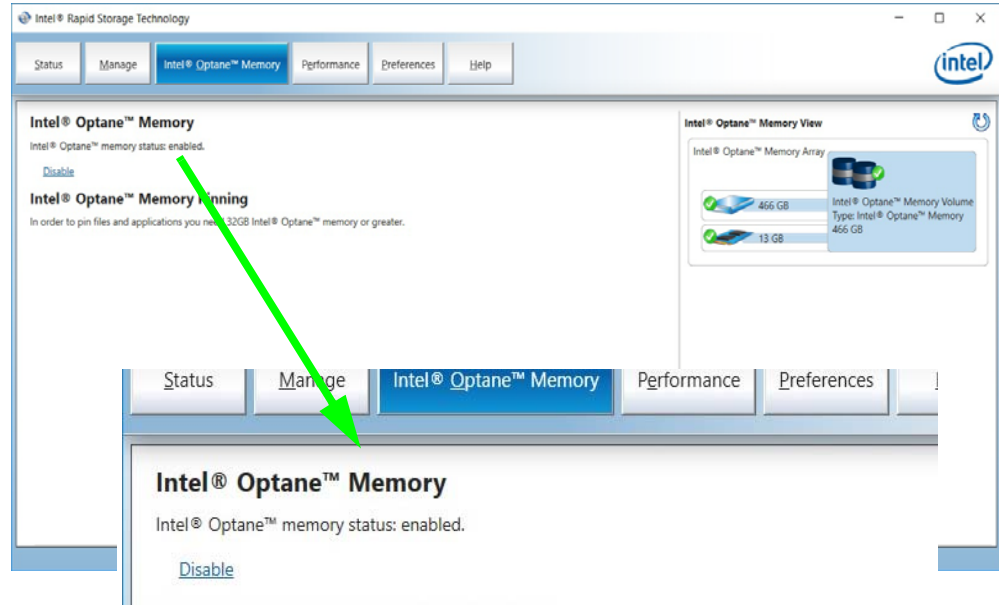 Intel® Rapid Storage Technology
Status Manage Intel® Optane™ Memory Performance Preferences Help
intel
Intel® Optane™ Memory
Intel® Optane™ memory status: enabled.
Disable
Intel® Optane™ Memory Pinning
In order to pin files and applications you need 32GB Intel® Optane™ memory or greater.
Intel® Optane™ Memory View
Intel® Optane™ Memory Array
466 GB
13 GB
Intel® Optane™ Memory Volume
Type: Intel® Optane™ Memory
466 GB
Status Manage Intel® Optane™ Memory Performance Preferences
Intel® Optane™ Memory
Intel® Optane™ memory status: enabled.
Disable